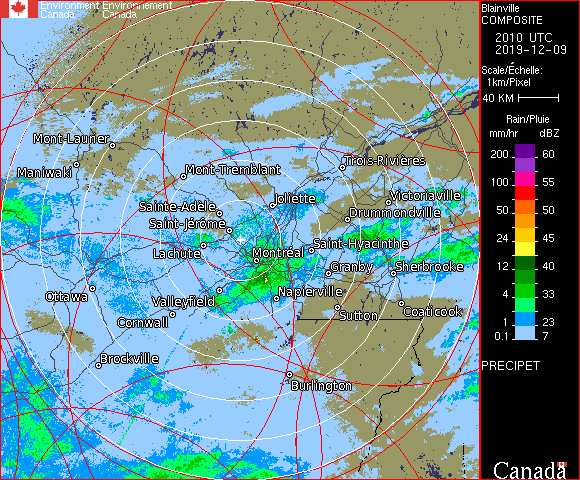 Environment Environnement
Canada Canada
Mont-Laurier
Maniwaki
Mont-Tremblant
Trois-Rivières
Sainte-Adele
Joliette
Victoriaville
Saint-Jérôme
Drummondville
Lachute
Montréal
Saint-Hyacinthe
Granby
Sherbrooke
Ottawa
Valleyfield
Napierville
Cornwall
Sutton
Coaticook
Brockville
Burlington
Blainville
COMPOSITE
2010 UTC
2019-12-09
Scale/Échelle:
1km/Pixel
40 KM
Rain/Pluie
mm/hr dBZ
200 60
100 55
50 50
24 45
12 40
4 33
1 23
0.1 7
PRECIPET
Canada